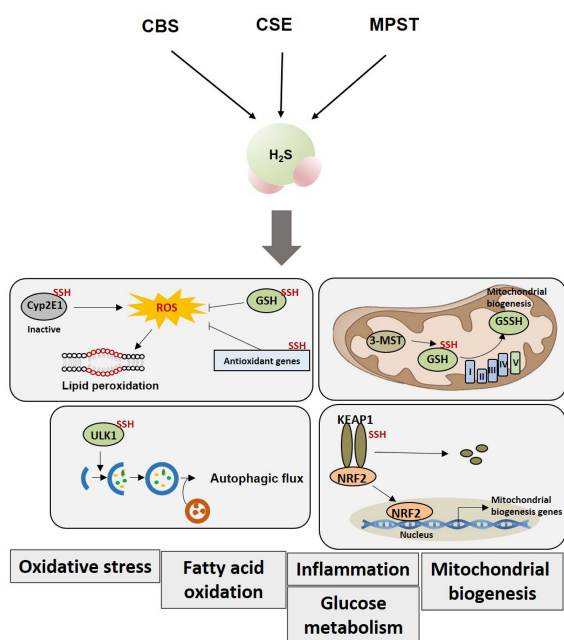 CBS
CSE
MPST
H2S
SSH
Cyp2E1
Inactive
ROS
SSH
GSH
SSH
Antioxidant genes
Lipid peroxidation
Mitochondrial
biogenesis
GSSH
3-MST
SSH
GSH
I
II
III
IV
V
SSH
ULK1
Autophagic flux
KEAP1
SSH
NRF2
NRF2
Nucleus
Mitochondrial
biogenesis genes
Oxidative stress
Fatty acid
oxidation
Inflammation
Glucose
metabolism
Mitochondrial
biogenesis